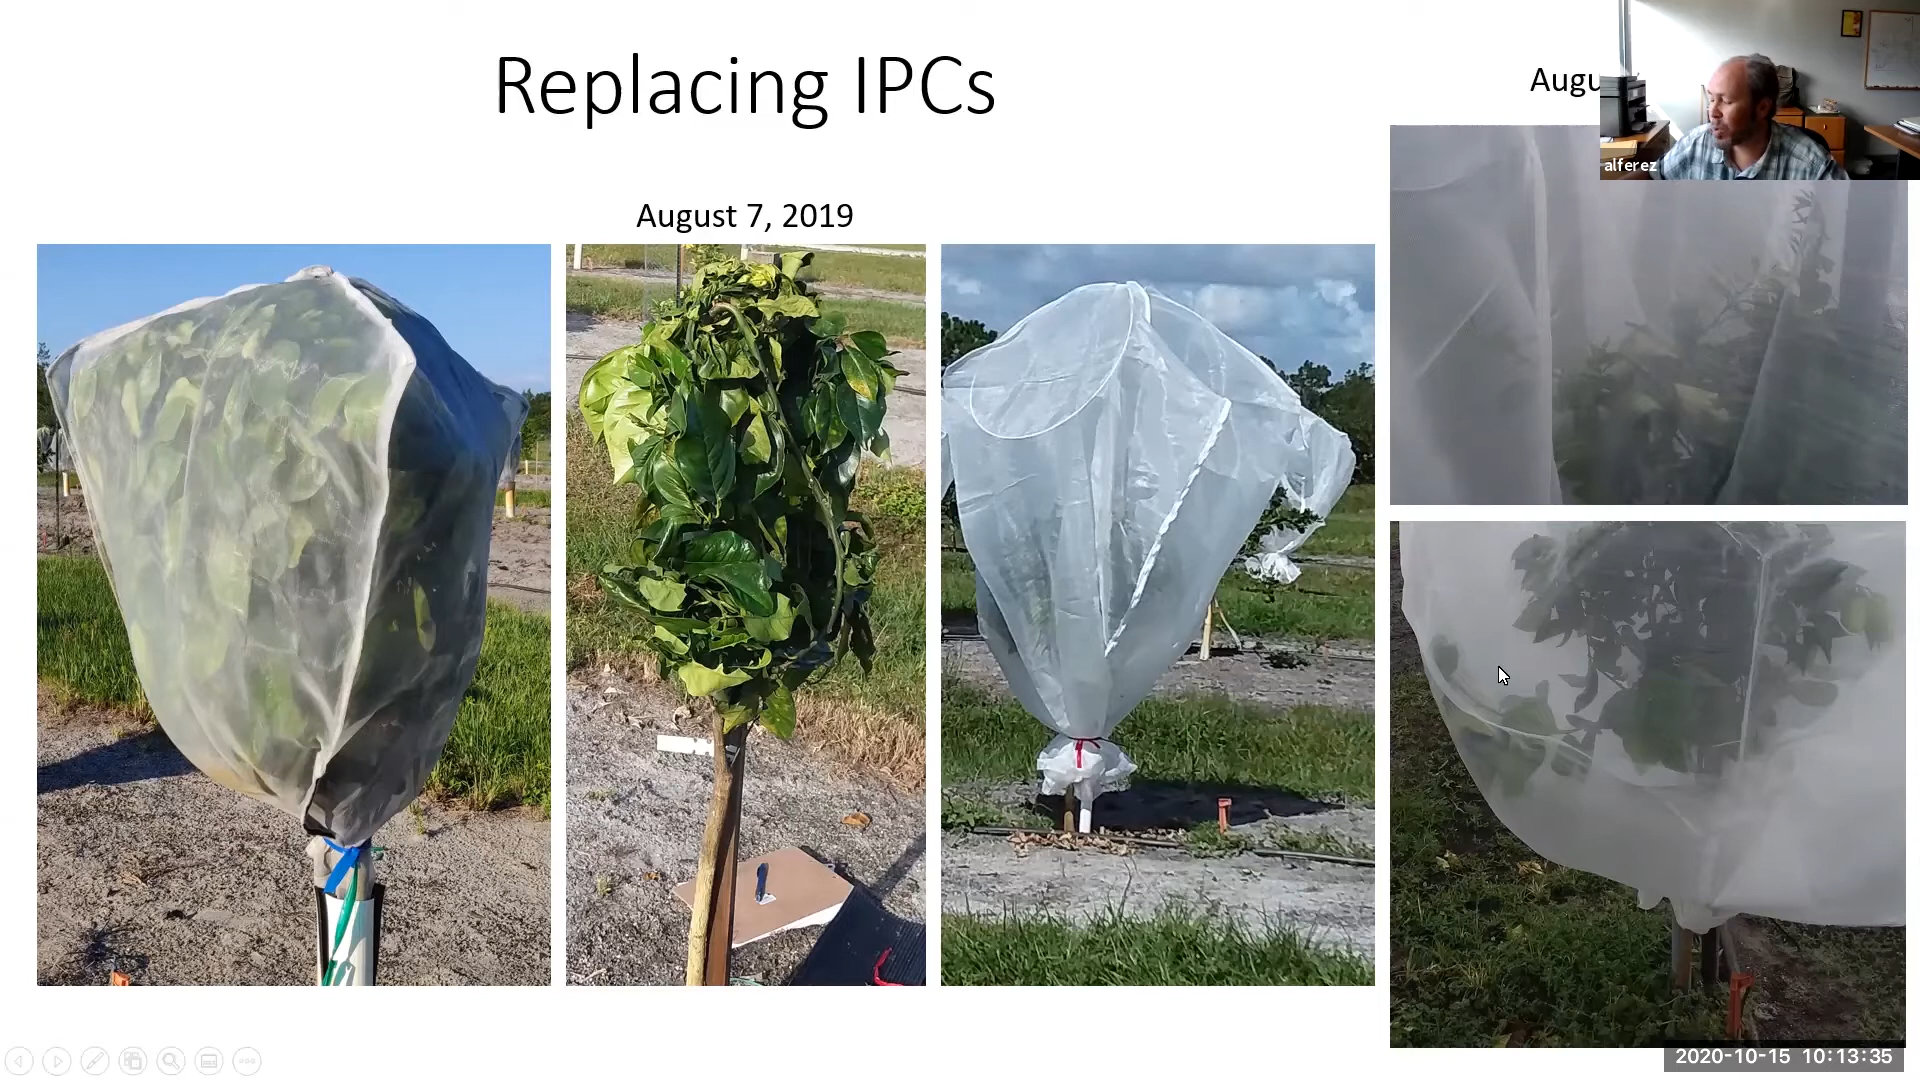 Replacing IPCs
Augu
August 7, 2019
alferez
2020-10-15 10:13:35